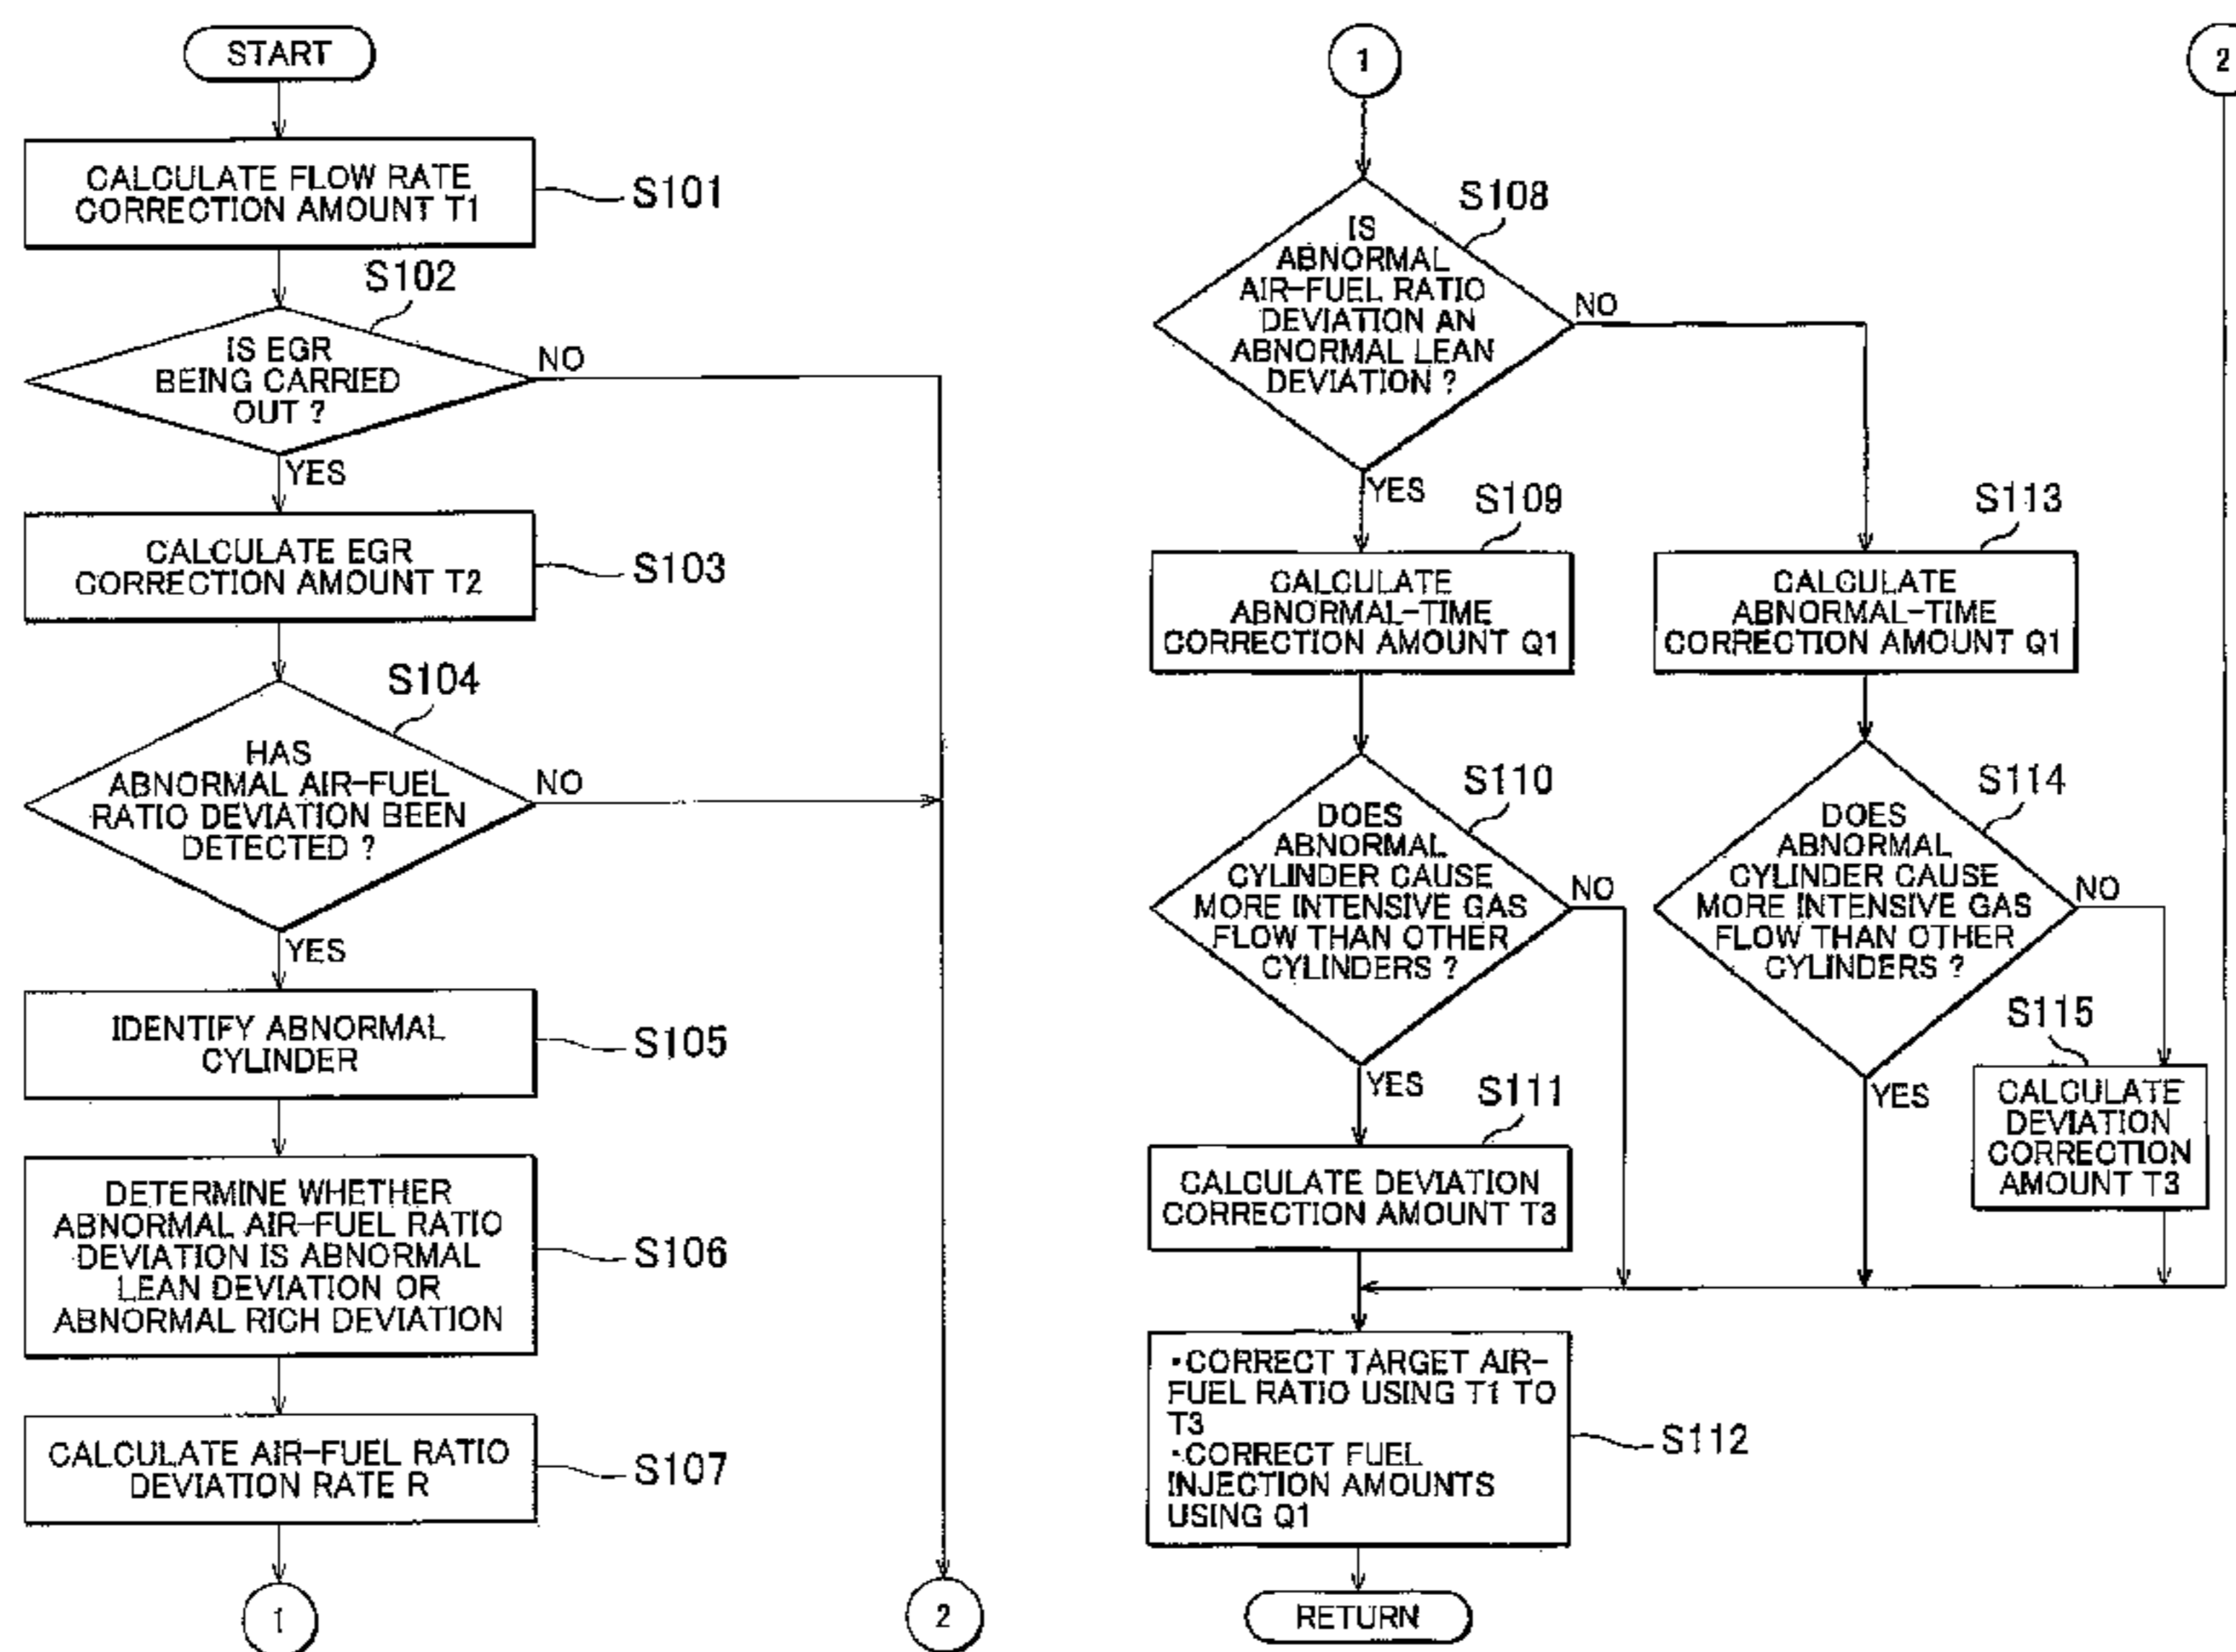 START
CALCULATE FLOW RATE
CORRECTION AMOUNT T1
S101
S102
IS EGR
BEING CARRIED
OUT ?
NO
YES
CALCULATE EGR
CORRECTION AMOUNT T2
S103
S104
HAS
ABNORMAL AIR-FUEL
RATIO DEVIATION BEEN
DETECTED ?
NO
YES
IDENTIFY ABNORMAL
CYLINDER
S105
DETERMINE WHETHER
ABNORMAL AIR-FUEL RATIO
DEVIATION IS ABNORMAL
LEAN DEVIATION OR
ABNORMAL RICH DEVIATION
S106
CALCULATE AIR-FUEL RATIO
DEVIATION RATE R
S107
1
2
1
2
S108
IS
ABNORMAL
AIR-FUEL RATIO
DEVIATION AN
ABNORMAL LEAN
DEVIATION ?
NO
YES
S109
CALCULATE
ABNORMAL-TIME
CORRECTION AMOUNT Q1
S113
CALCULATE
ABNORMAL-TIME
CORRECTION AMOUNT Q1
S110
DOES
ABNORMAL
CYLINDER CAUSE
MORE INTENSIVE GAS
FLOW THAN OTHER
CYLINDERS ?
NO
YES
S114
DOES
ABNORMAL
CYLINDER CAUSE
MORE INTENSIVE GAS
FLOW THAN OTHER
CYLINDERS ?
NO
YES
S111
CALCULATE DEVIATION
CORRECTION AMOUNT T3
S115
CALCULATE
DEVIATION
CORRECTION
AMOUNT T3
・CORRECT TARGET AIR-
FUEL RATIO USING T1 TO
T3
・CORRECT FUEL
INJECTION AMOUNTS
USING Q1
S112
RETURN